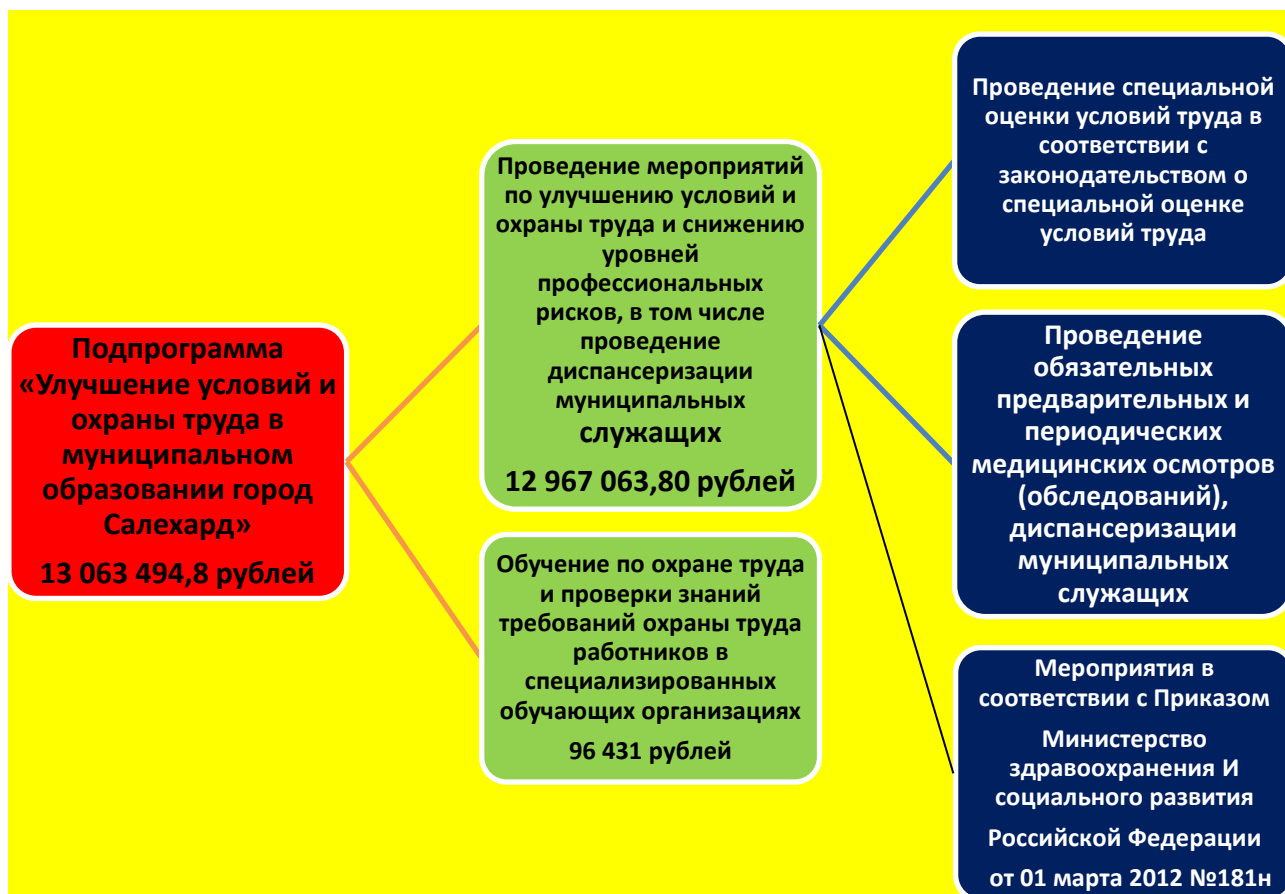 Подпрограмма
«Улучшение условий и
охраны труда в
муниципальном
образовании город
Салехард»
13 063 494,8 рублей
Проведение мероприятий
по улучшению условий и
охраны труда и снижению
уровней
профессиональных
рисков, в том числе
проведение
диспансеризации
муниципальных
служащих
12 967 063,80 рублей
Обучение по охране труда
и проверки знаний
требований охраны труда
работников в
специализированных
обучающих организациях
96 431 рублей
Проведение специальной
оценки условий труда в
соответствии с
законодательством о
специальной оценке
условий труда
Проведение
обязательных
предварительных и
периодических
медицинских осмотров
(обследований),
диспансеризации
муниципальных
служащих
Мероприятия в
соответствии с Приказом
Министерство
здравоохранения И
социального развития
Российской Федерации
от 01 марта 2012 №181н